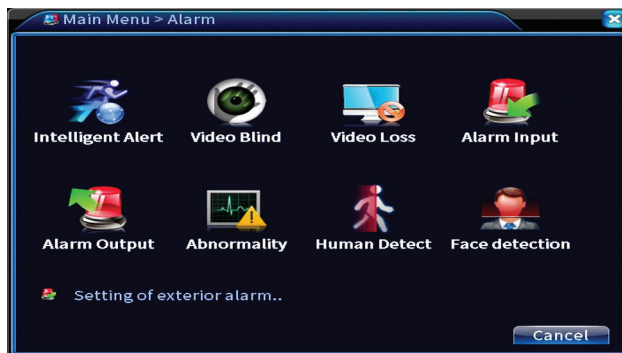 Main Menu > Alarm
Intelligent Alert Video Blind Video Loss Alarm Input
Alarm Output Abnormality Human Detect Face detection
Setting of exterior alarm..
Cancel